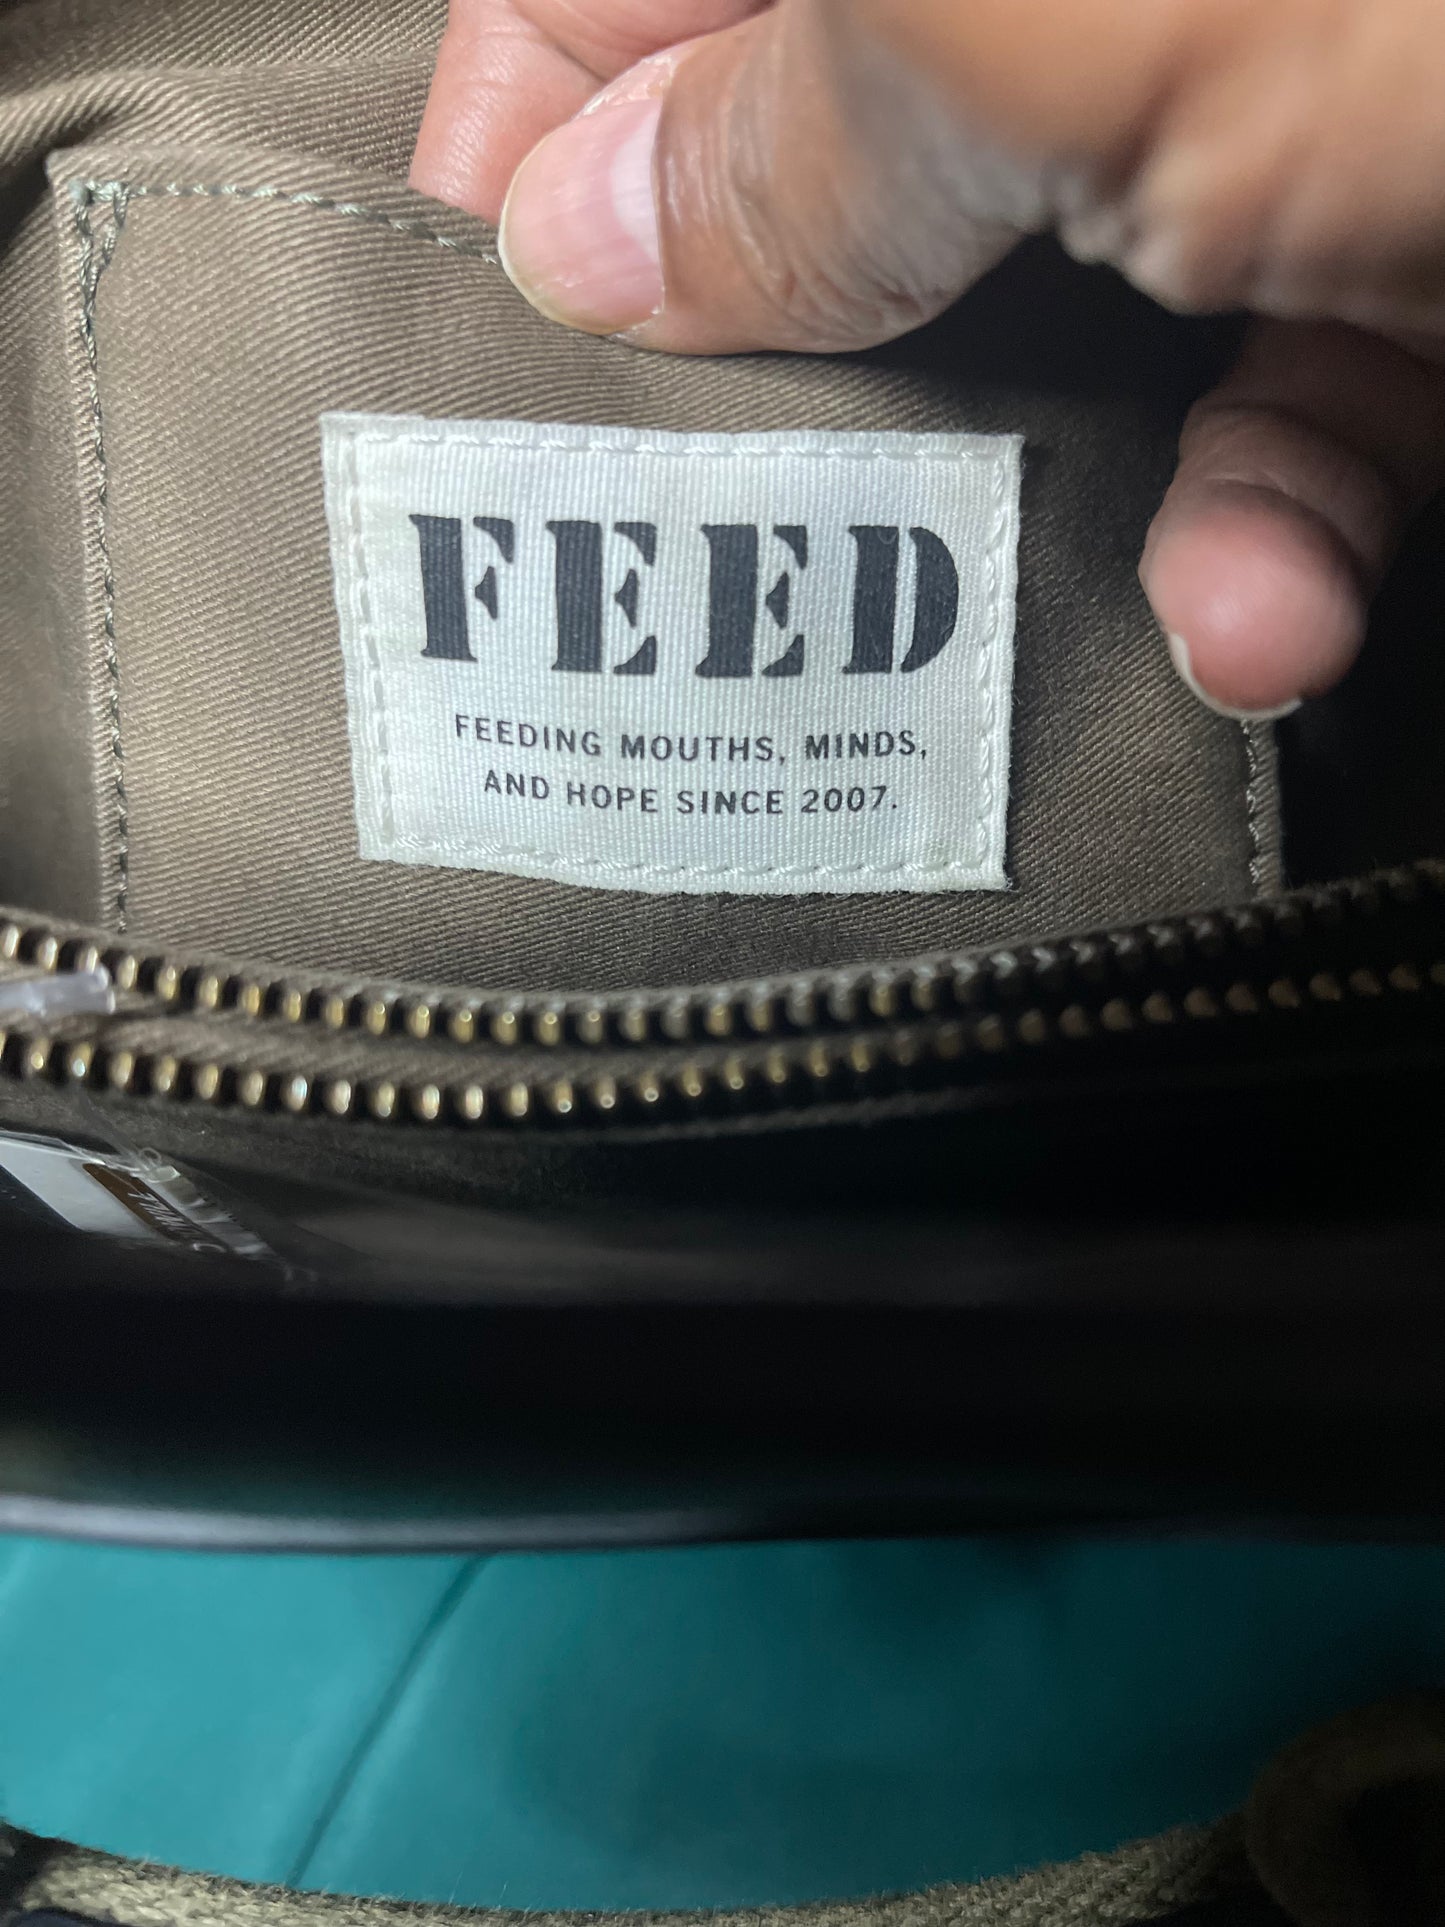 FEED
FEEDING MOUTHS, MINDS,
AND HOPE SINCE 2007.